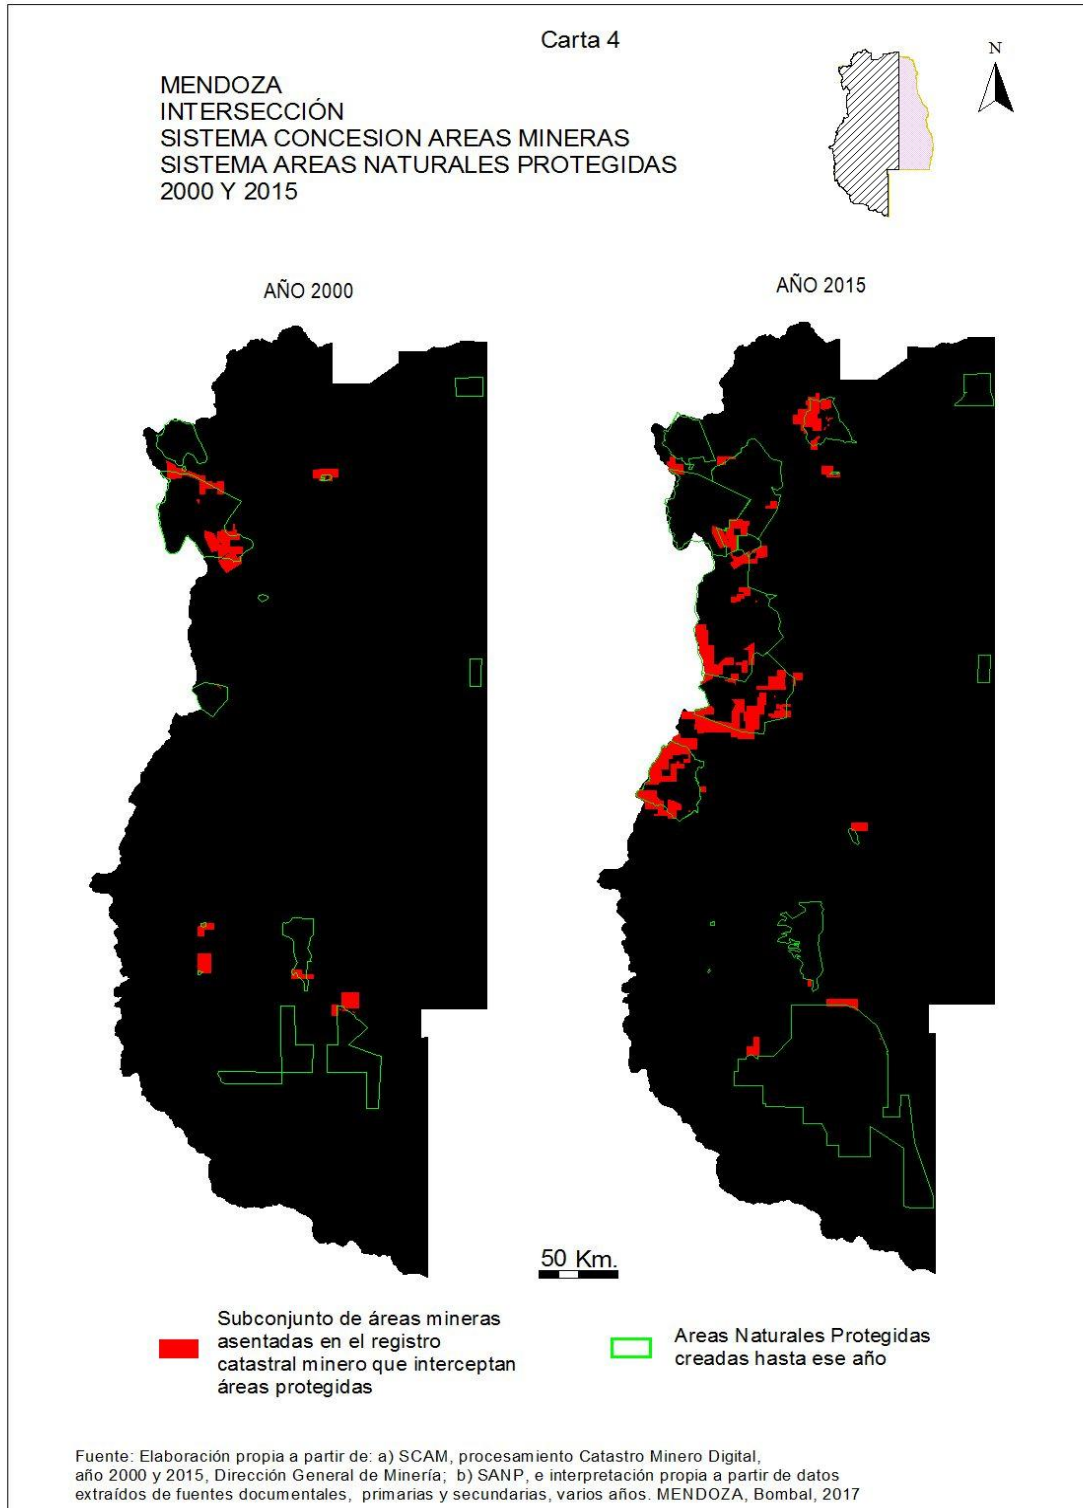 Carta 4
MENDOZA
INTERSECCIÓN
SISTEMA CONCESION AREAS MINERAS
SISTEMA AREAS NATURALES PROTEGIDAS
2000 Y 2015
N
AÑO 2000
AÑO 2015
50 Km.
Subconjunto de áreas mineras
asentadas en el registro
catastral minero que interceptan
áreas protegidas
Areas Naturales Protegidas
creadas hasta ese año
Fuente: Elaboración propia a partir de: a) SCAM, procesamiento Catastro Minero Digital,
año 2000 y 2015, Dirección General de Minería; b) SANP, e interpretación propia a partir de datos
extraídos de fuentes documentales, primarias y secundarias, varios años. MENDOZA, Bombal, 2017